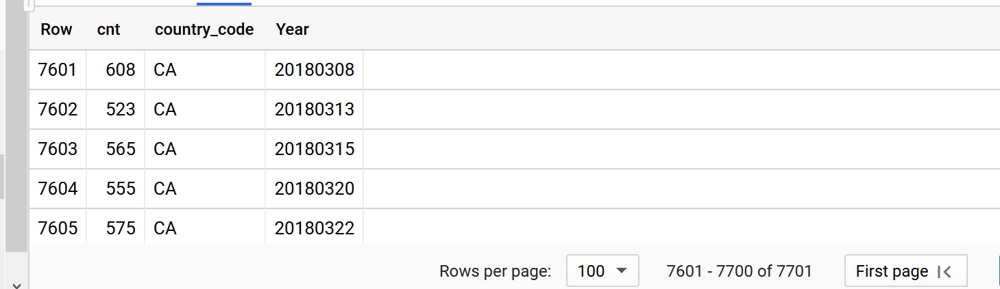 Row cnt country_code Year
7601 608 CA 20180308
7602 523 CA 20180313
7603 565 CA 20180315
7604 555 CA 20180320
7605 575 CA 20180322
Rows per page: 100 7601 - 7700 of 7701 First page